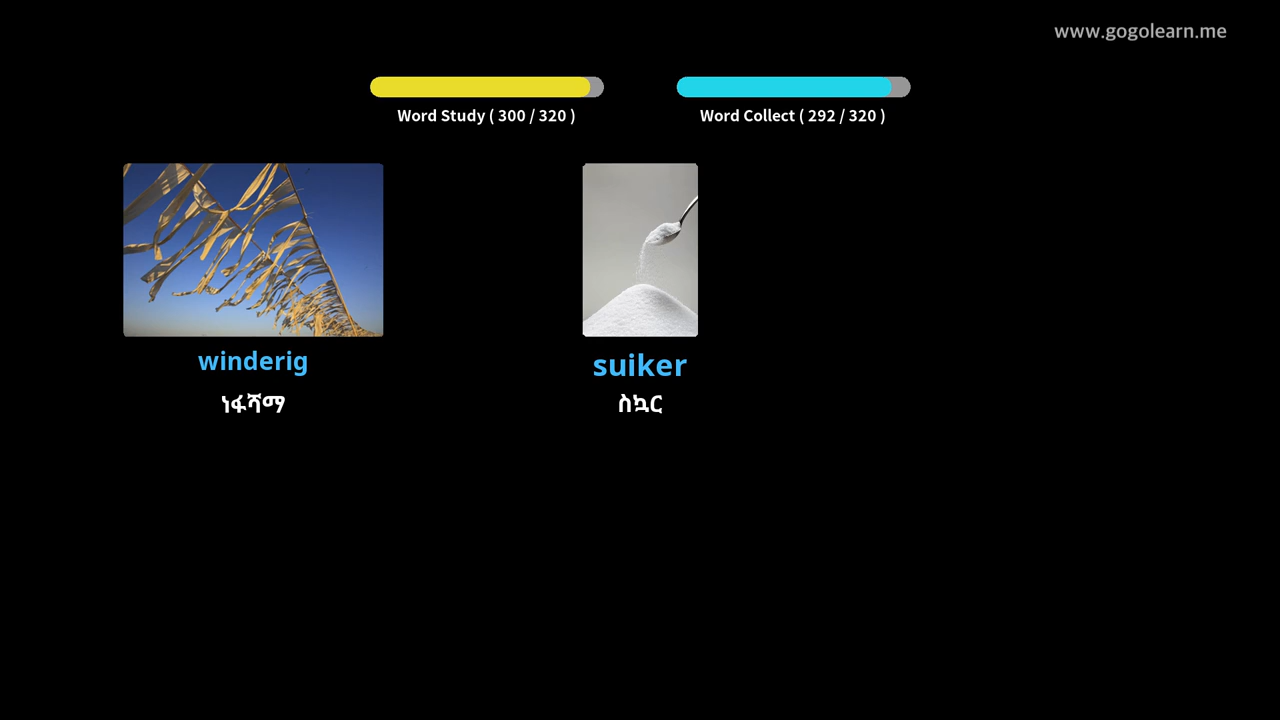 www.gogolearn.me
Word Study ( 300 / 320 )
Word Collect ( 292 / 320 )
winderig
suiker
ነፋሻማ
ስኳር